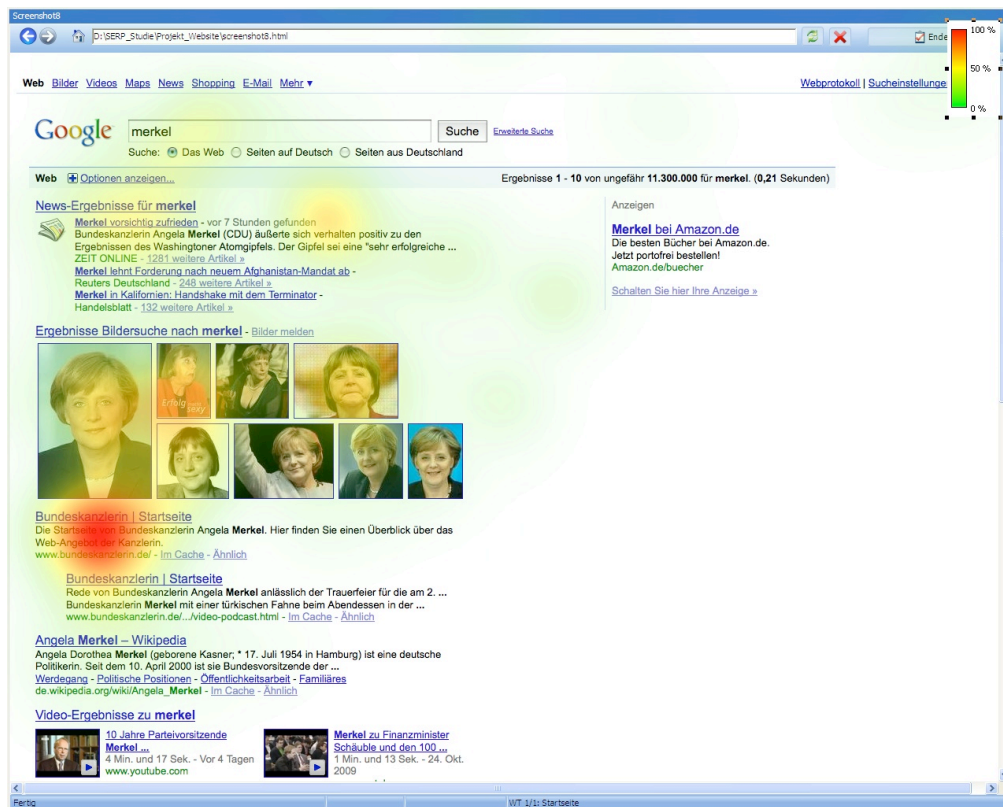 Screenshot8
D:\SERP_Studie\Projekt_Website\screenshot8.html
Ende
100 %
50 %
0 %
Web Bilder Videos Maps News Shopping E-Mail Mehr ▼
Webprotokoll | Sucheinstellunge
Google merkel Suche Erweiterte Suche
Suche: Das Web Seiten auf Deutsch Seiten aus Deutschland
Web Optionen anzeigen...
Ergebnisse 1 - 10 von ungefähr 11.300.000 für merkel. (0,21 Sekunden)
News-Ergebnisse für merkel
Merkel vorsichtig zufrieden - vor 7 Stunden gefunden
Bundeskanzlerin Angela Merkel (CDU) äußerte sich verhalten positiv zu den
Ergebnissen des Washingtoner Atomgipfels. Der Gipfel sei eine "sehr erfolgreiche ...
ZEIT ONLINE - 1281 weitere Artikel »
Merkel lehnt Forderung nach neuem Afghanistan-Mandat ab -
Reuters Deutschland - 248 weitere Artikel »
Merkel in Kalifornien: Handshake mit dem Terminator -
Handelsblatt - 132 weitere Artikel »
Anzeigen
Merkel bei Amazon.de
Die besten Bücher bei Amazon.de.
Jetzt portofrei bestellen!
Amazon.de/buecher
Schalten Sie hier Ihre Anzeige »
Ergebnisse Bildersuche nach merkel - Bilder melden
Erfolg
sexy
Bundeskanzlerin | Startseite
Die Startseite von Bundeskanzlerin Angela Merkel. Hier finden Sie einen Überblick über das
Web-Angebot der Kanzlerin.
www.bundeskanzlerin.de/ - Im Cache - Ähnlich
Bundeskanzlerin | Startseite
Rede von Bundeskanzlerin Angela Merkel anlässlich der Trauerfeier für die am 2. ...
Bundeskanzlerin Merkel mit einer türkischen Fahne beim Abendessen in der ...
www.bundeskanzlerin.de/.../video-podcast.html - Im Cache - Ähnlich
Angela Merkel – Wikipedia
Angela Dorothea Merkel (geborene Kasner; * 17. Juli 1954 in Hamburg) ist eine deutsche
Politikerin. Seit dem 10. April 2000 ist sie Bundesvorsitzende der ...
Werdegang - Politische Positionen - Öffentlichkeitsarbeit - Familiäres
de.wikipedia.org/wiki/Angela_Merkel - Im Cache - Ähnlich
Video-Ergebnisse zu merkel
10 Jahre Parteivorsitzende
Merkel ...
4 Min. und 17 Sek. - Vor 4 Tagen
www.youtube.com
Merkel zu Finanzminister
Schäuble und den 100 ...
1 Min. und 13 Sek. - 24. Okt.
2009
Fertig
WT 1/1: Startseite